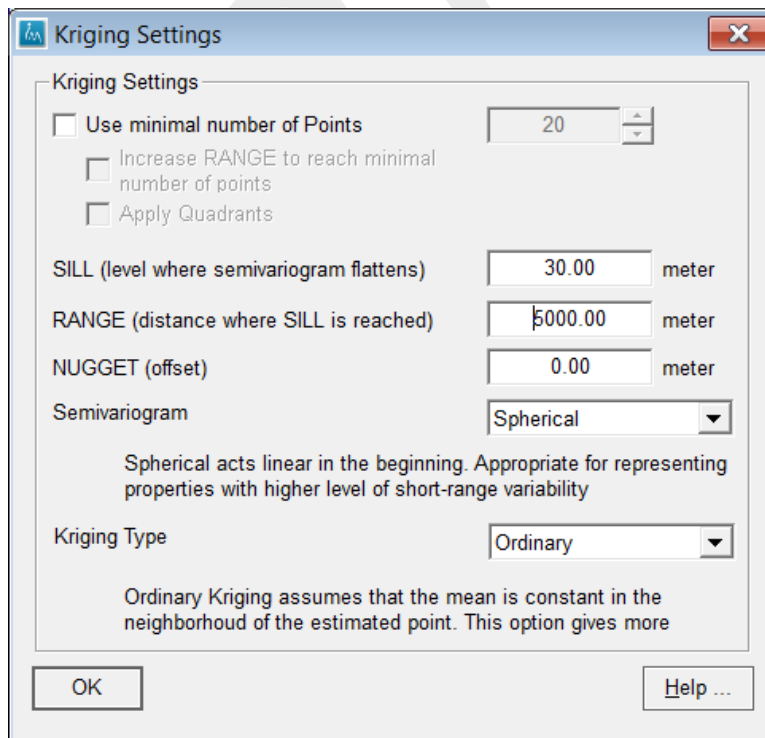 Kriging Settings
Kriging Settings
Use minimal number of Points 20
Increase RANGE to reach minimal
number of points
Apply Quadrants
SILL (level where semivariogram flattens) 30.00 meter
RANGE (distance where SILL is reached) 5000.00 meter
NUGGET (offset) 0.00 meter
Semivariogram Spherical
Spherical acts linear in the beginning. Appropriate for representing
properties with higher level of short-range variability
Kriging Type Ordinary
Ordinary Kriging assumes that the mean is constant in the
neighborhoud of the estimated point. This option gives more
OK Help ...